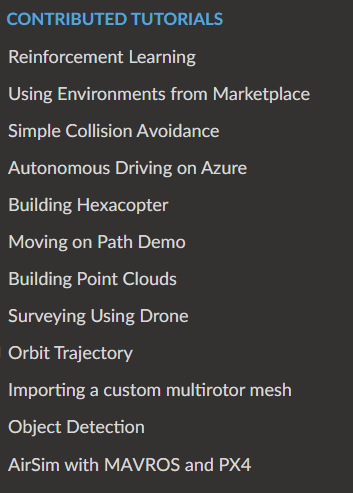 CONTRIBUTED TUTORIALS
Reinforcement Learning
Using Environments from Marketplace
Simple Collision Avoidance
Autonomous Driving on Azure
Building Hexacopter
Moving on Path Demo
Building Point Clouds
Surveying Using Drone
Orbit Trajectory
Importing a custom multirotor mesh
Object Detection
AirSim with MAVROS and PX4